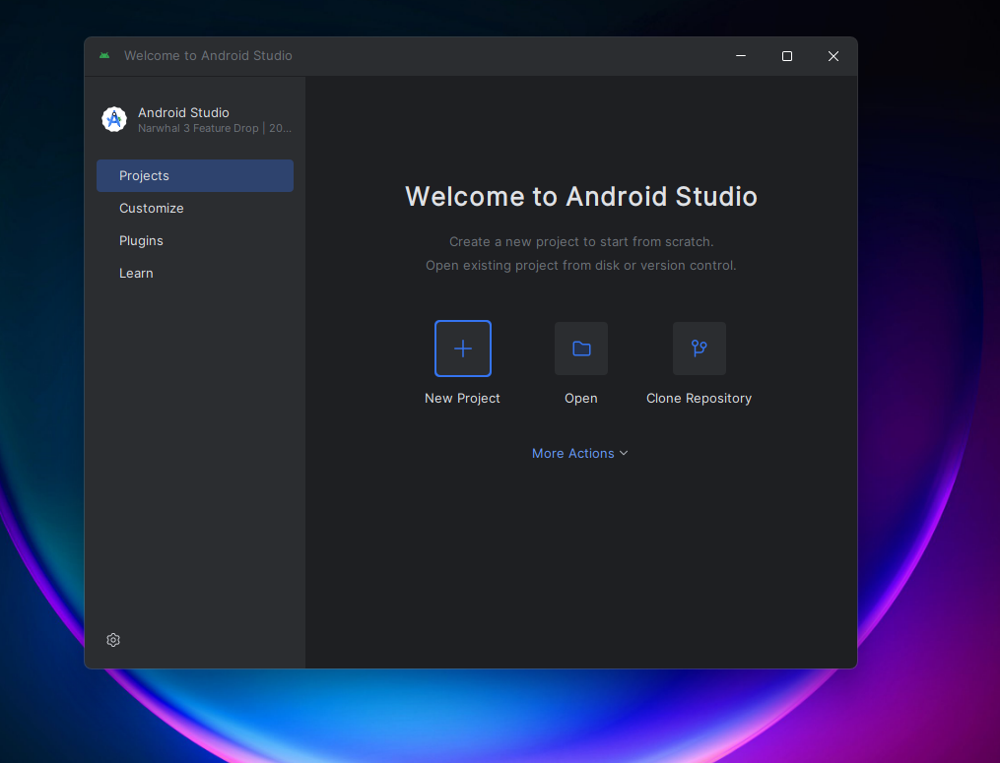 Welcome to Android Studio
Android Studio
Narwhal 3 Feature Drop | 20...
Projects
Customize
Plugins
Learn
Welcome to Android Studio
Create a new project to start from scratch.
Open existing project from disk or version control.
New Project
Open
Clone Repository
More Actions